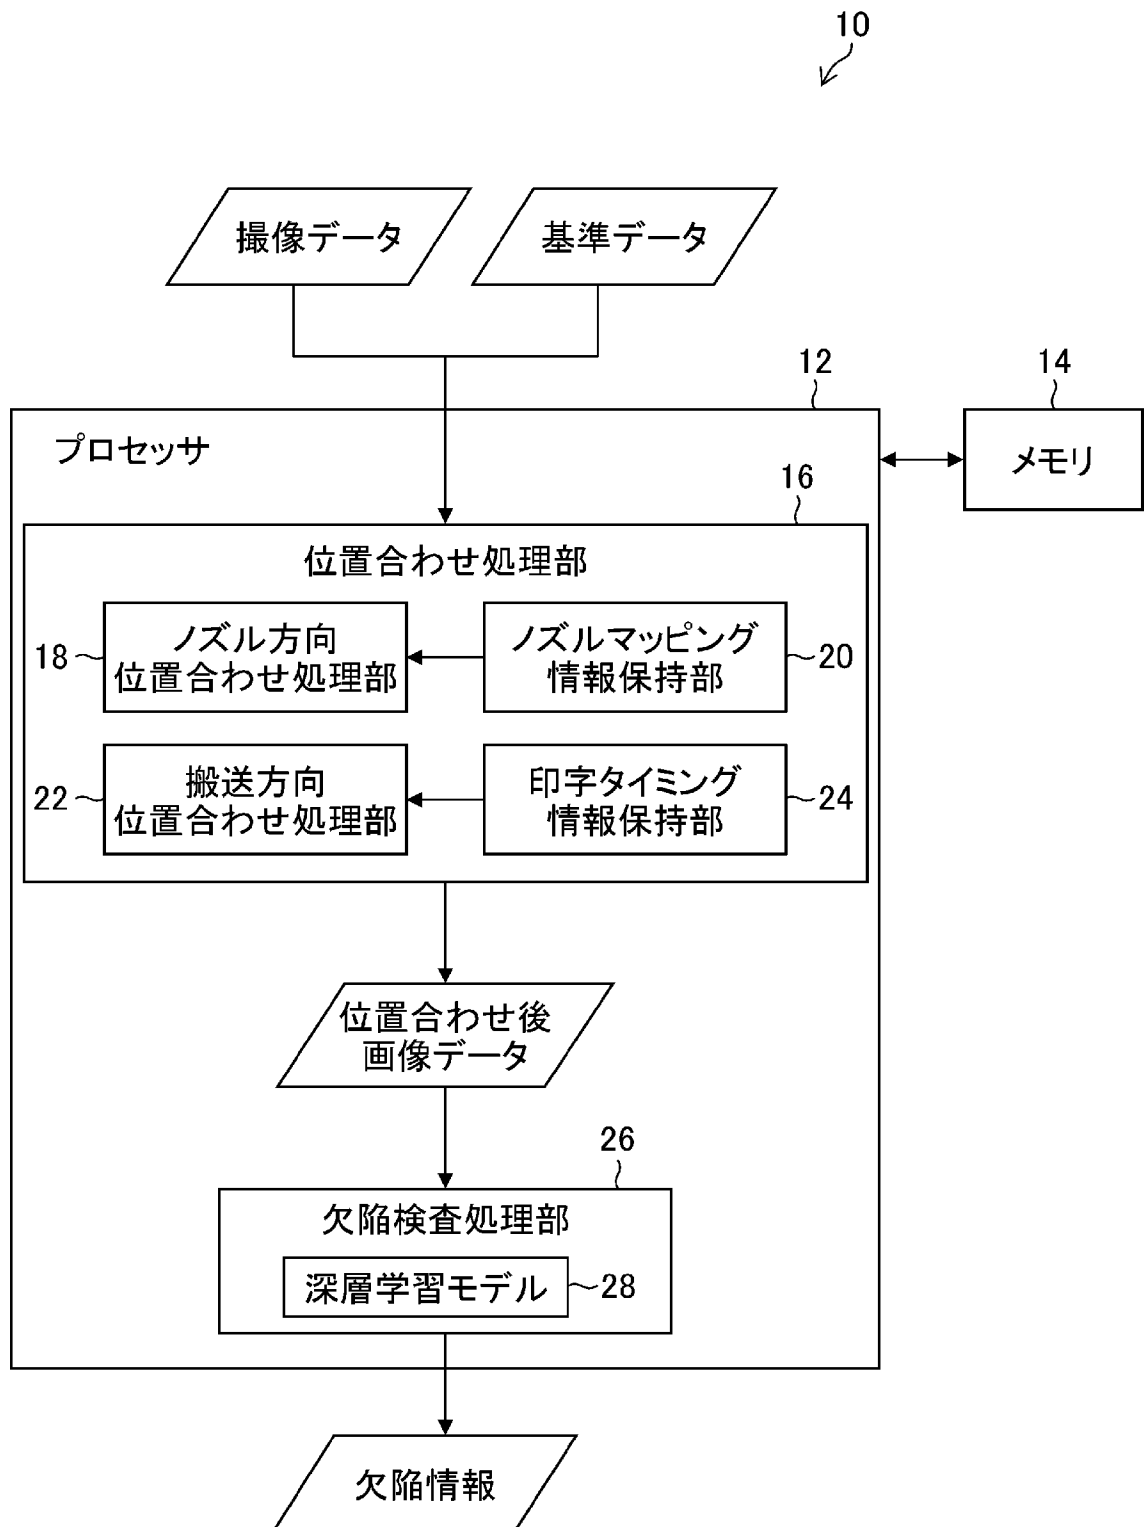 10
撮像データ
基準データ
12
14
プロセッサ
メモリ
16
位置合わせ処理部
18
ノズル方向
位置合わせ処理部
ノズルマッピング
情報保持部
20
22
搬送方向
位置合わせ処理部
印字タイミング
情報保持部
24
位置合わせ後
画像データ
26
欠陥検査処理部
深層学習モデル
28
欠陥情報